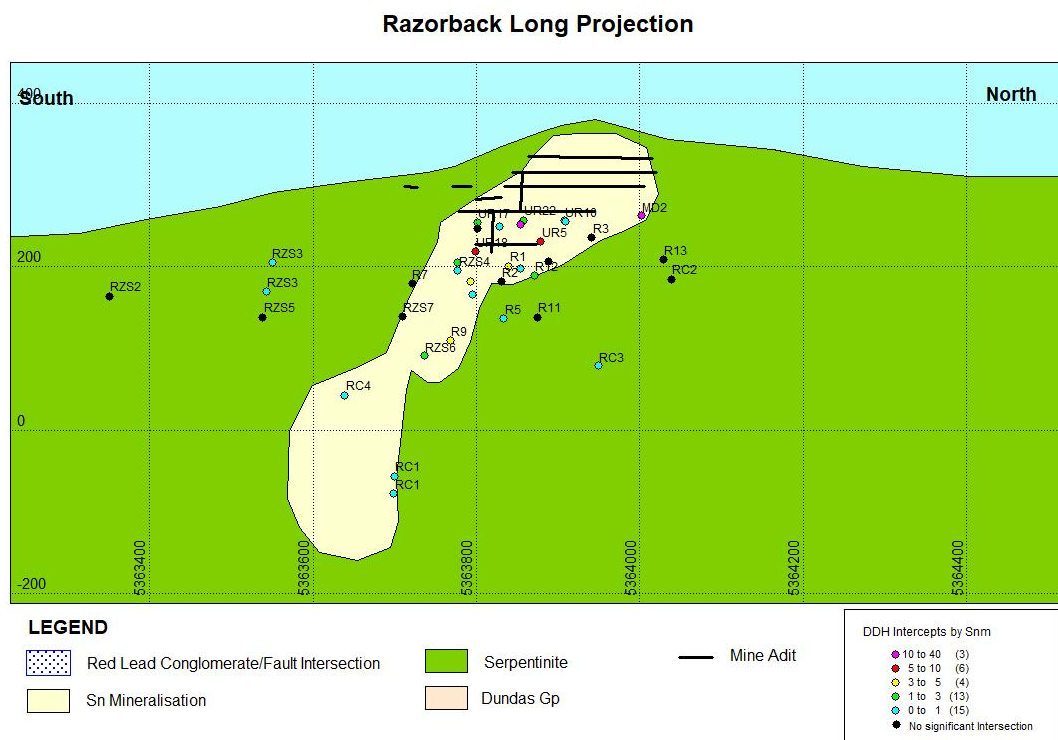 Razorback Long Projection
400
South
North
MD2
UR17
UR22
UR5
R3
UR18
RZS3
200
RZS4
R1
R12
R13
RC2
R2
R7
RZS2
RZS3
RZS5
RZS7
R5
R11
R9
RZS6
RC3
RC4
0
RC1
RC1
-200
5363400
5363600
5363800
5364000
5364200
5364400
LEGEND
Red Lead Conglomerate/Fault Intersection
Sn Mineralisation
Serpentinite
Dundas Gp
Mine Adit
DDH Intercepts by Snm
10 to 40 (3)
5 to 10 (6)
3 to 5 (4)
1 to 3 (13)
0 to 1 (15)
No significant Intersection